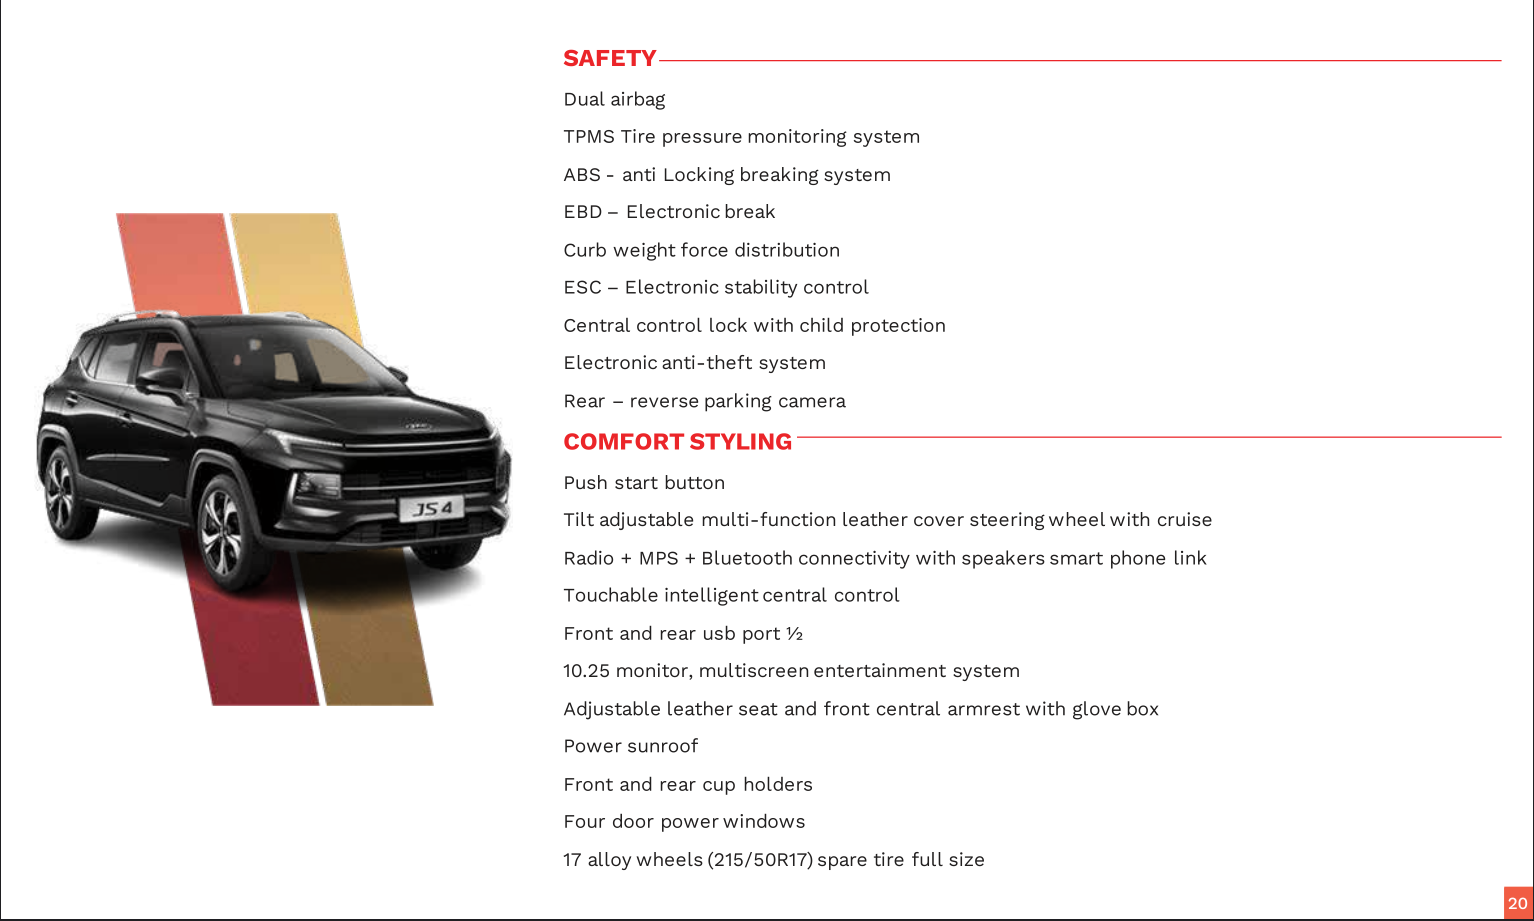 SAFETY
Dual airbag
TPMS Tire pressure monitoring system
ABS - anti Locking breaking system
EBD – Electronic break
Curb weight force distribution
ESC – Electronic stability control
Central control lock with child protection
Electronic anti-theft system
Rear – reverse parking camera
COMFORT STYLING
Push start button
Tilt adjustable multi-function leather cover steering wheel with cruise
Radio + MPS + Bluetooth connectivity with speakers smart phone link
Touchable intelligent central control
Front and rear usb port ½
10.25 monitor, multiscreen entertainment system
Adjustable leather seat and front central armrest with glove box
Power sunroof
Front and rear cup holders
Four door power windows
17 alloy wheels (215/50R17) spare tire full size
JS4
20